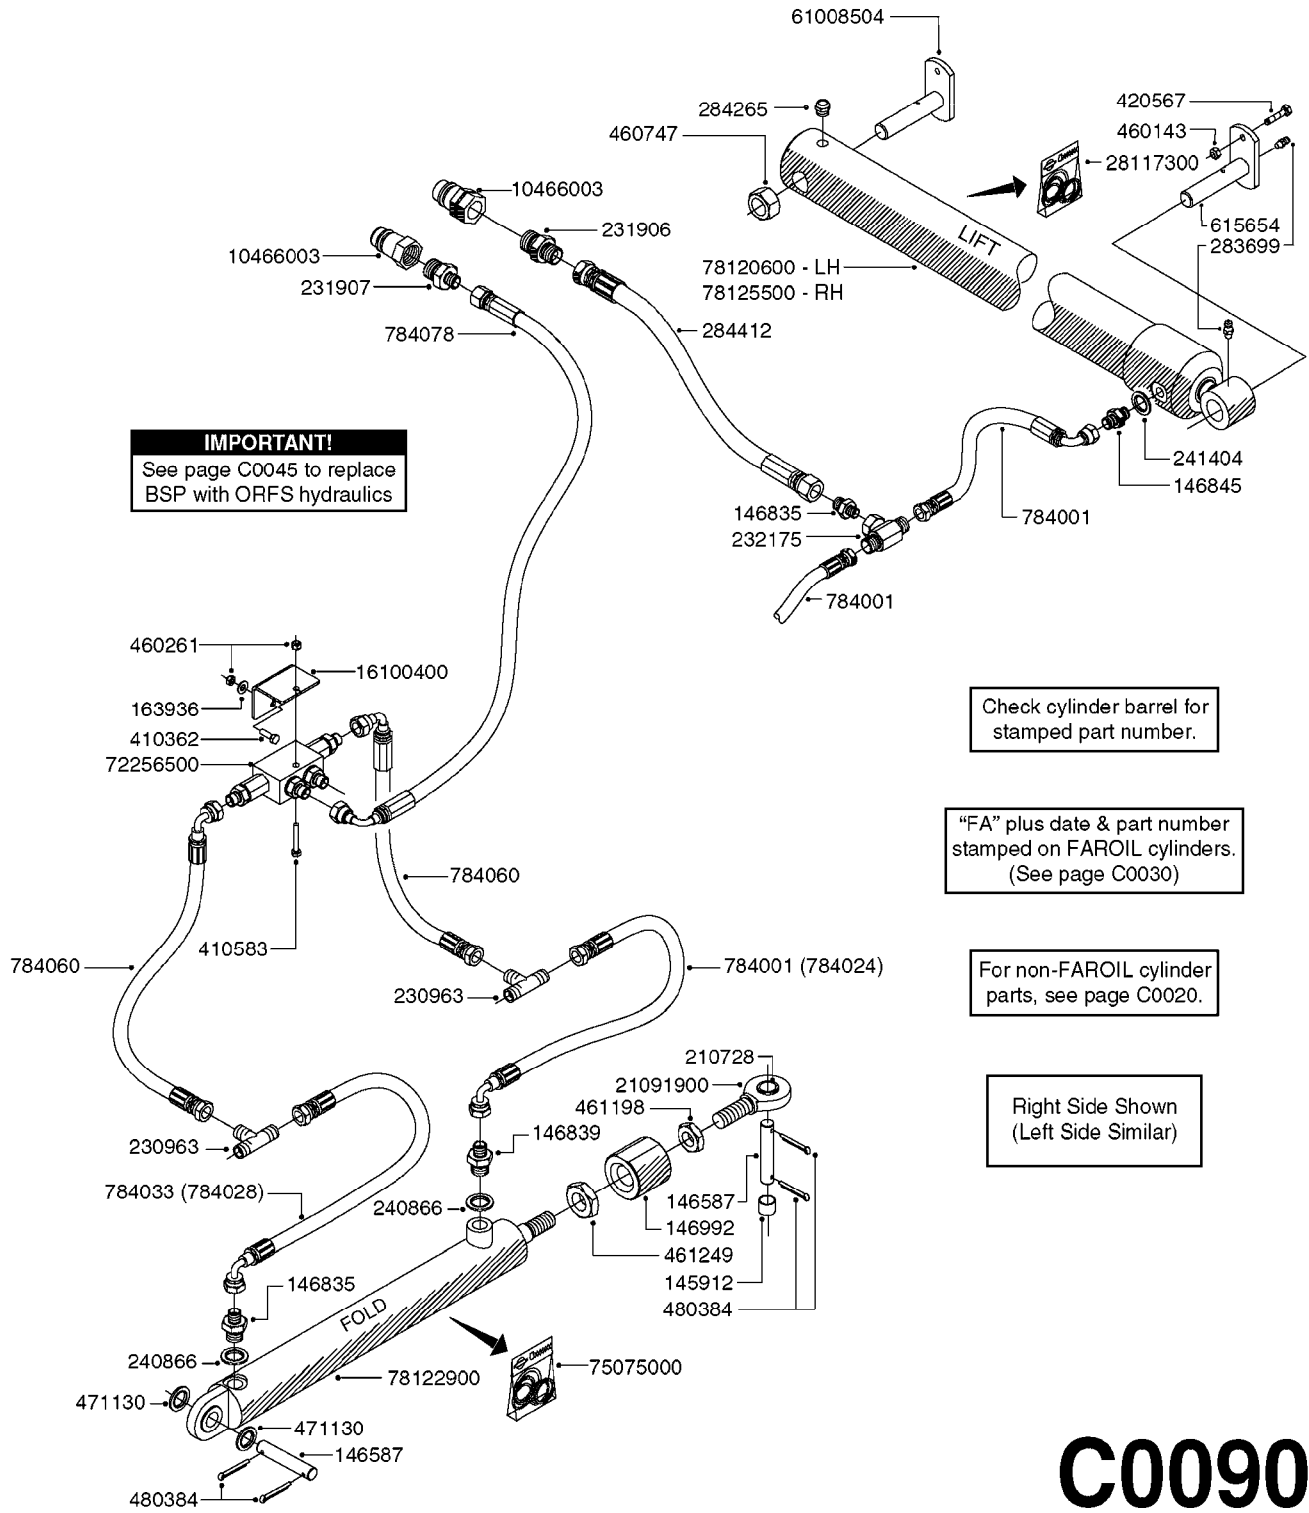 61008504
284265
460747
420567
460143
28117300
10466003
231906
615654
283699
10466003
231907
78120600 - LH
78125500 - RH
LIFT
784078
284412
IMPORTANT!
See page C0045 to replace
BSP with ORFS hydraulics
241404
146845
146835
232175
784001
784001
460261
16100400
163936
410362
72256500
Check cylinder barrel for
stamped part number.
"FA" plus date & part number
stamped on FAROIL cylinders.
(See page C0030)
784060
410583
784060
784001 (784024)
230963
For non-FAROIL cylinder
parts, see page C0020.
210728
21091900
461198
146839
Right Side Shown
(Left Side Similar)
230963
784033 (784028)
240866
146587
146992
461249
145912
480384
146835
FOLD
240866
78122900
75075000
471130
471130
146587
480384
C0090